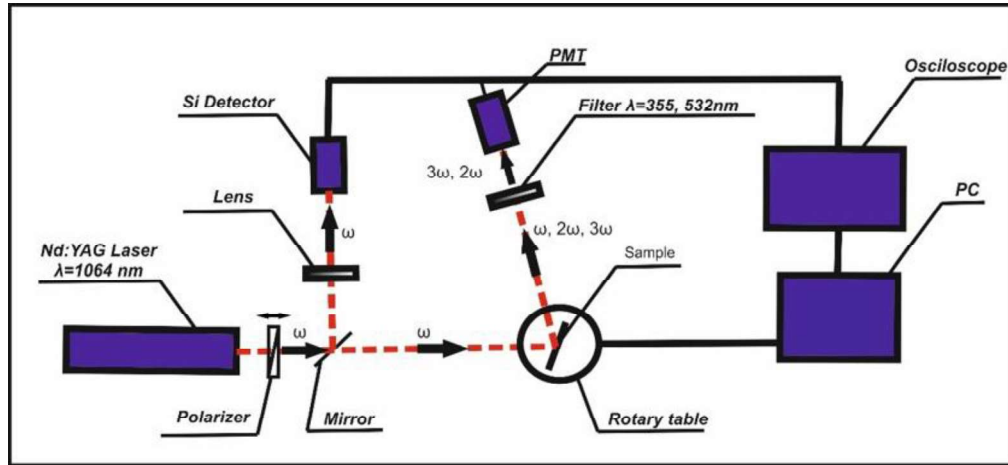 PMT
Osciloscope
Si Detector
Filter λ=355, 532nm
3ω, 2ω
Lens
PC
ω
ω, 2ω, 3ω
Nd:YAG Laser
λ=1064 nm
Sample
ω
ω
Polarizer
Mirror
Rotary table